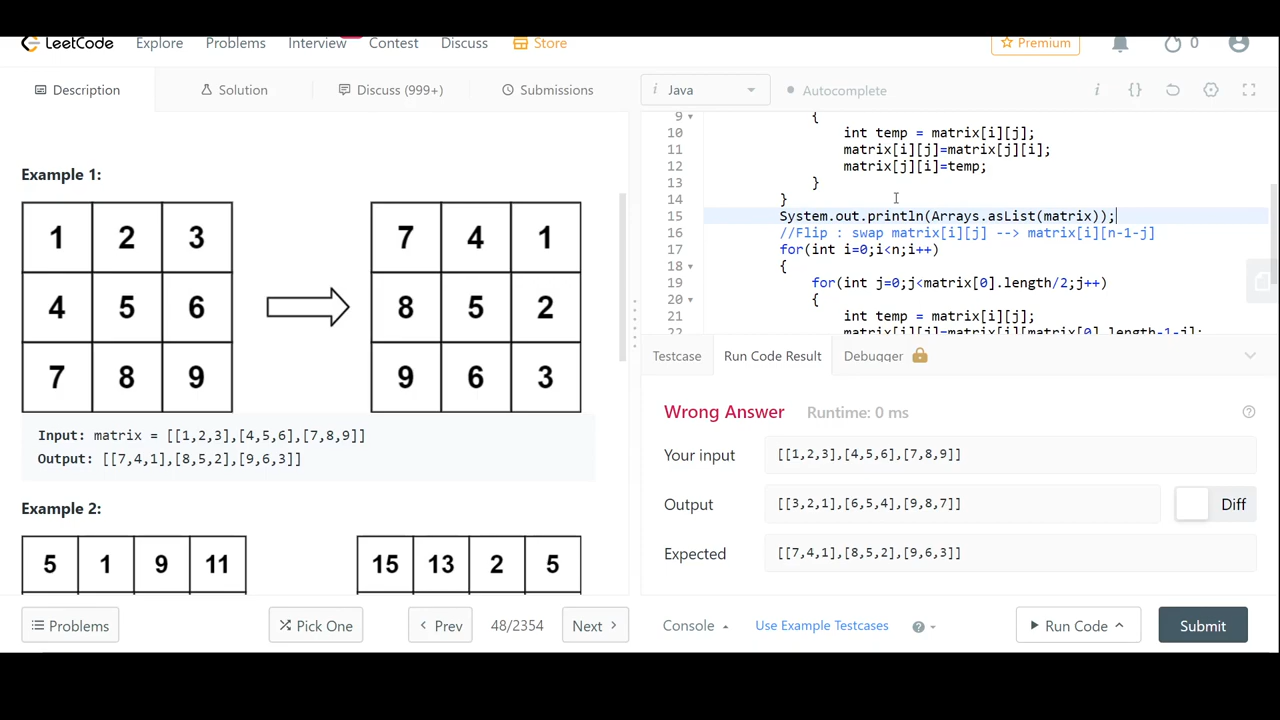 LeetCode Explore Problems Interview Contest Discuss Store Premium 0
Description Solution Discuss (999+) Submissions
i Java Autocomplete
Example 1:
1 2 3
4 5 6
7 8 9
7 4 1
8 5 2
9 6 3
Input: matrix = [[1,2,3],[4,5,6],[7,8,9]]
Output: [[7,4,1],[8,5,2],[9,6,3]]
Example 2:
5 1 9 11
15 13 2 5
9 {
10 int temp = matrix[i][j];
11 matrix[i][j]=matrix[j][i];
12 matrix[j][i]=temp;
13 }
14 }
15 System.out.println(Arrays.asList(matrix));
16 //Flip : swap matrix[i][j] --> matrix[i][n-1-j]
17 for(int i=0;i<n;i++)
18 {
19 for(int j=0;j<matrix[0].length/2;j++)
20 {
21 int temp = matrix[i][j];
22 matrix[i][j]=matrix[i][matrix[0].length-1-j];
Testcase Run Code Result Debugger
Wrong Answer Runtime: 0 ms
Your input [[1,2,3],[4,5,6],[7,8,9]]
Output [[3,2,1],[6,5,4],[9,8,7]] Diff
Expected [[7,4,1],[8,5,2],[9,6,3]]
Problems Pick One Prev 48/2354 Next
Console Use Example Testcases ? Run Code Submit